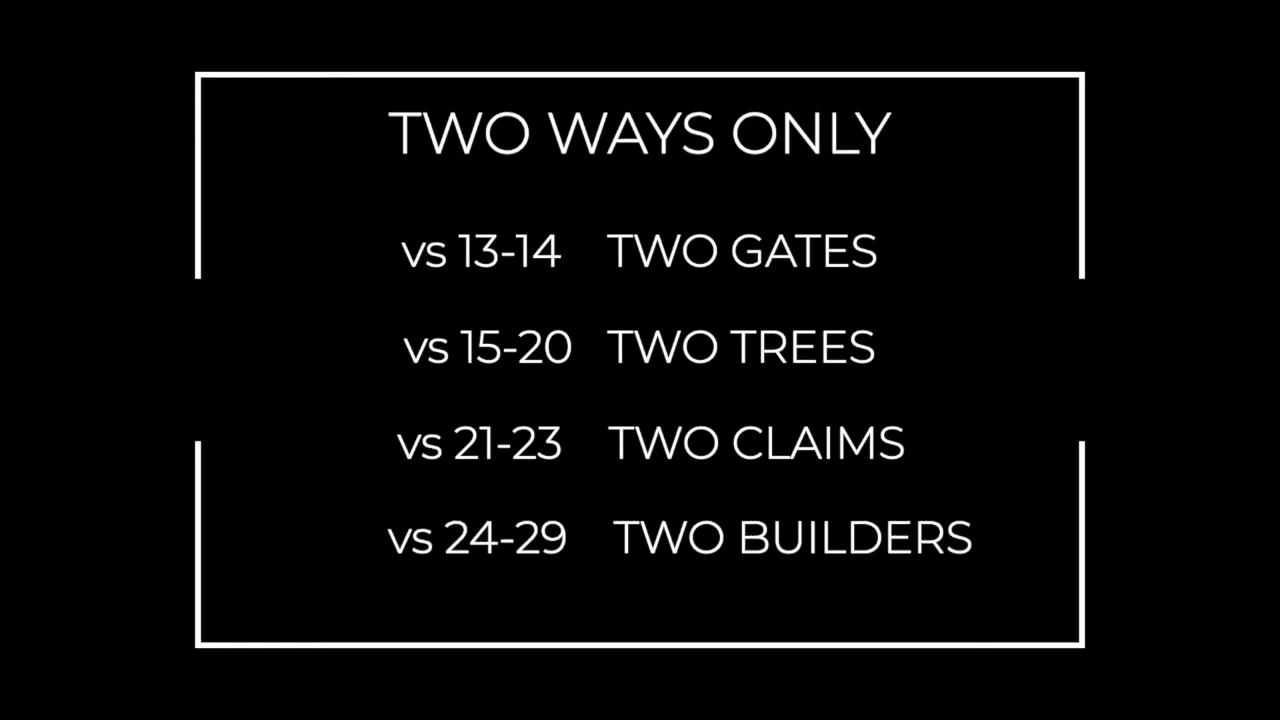 TWO WAYS ONLY
vs 13-14 TWO GATES
vs 15-20 TWO TREES
vs 21-23 TWO CLAIMS
vs 24-29 TWO BUILDERS